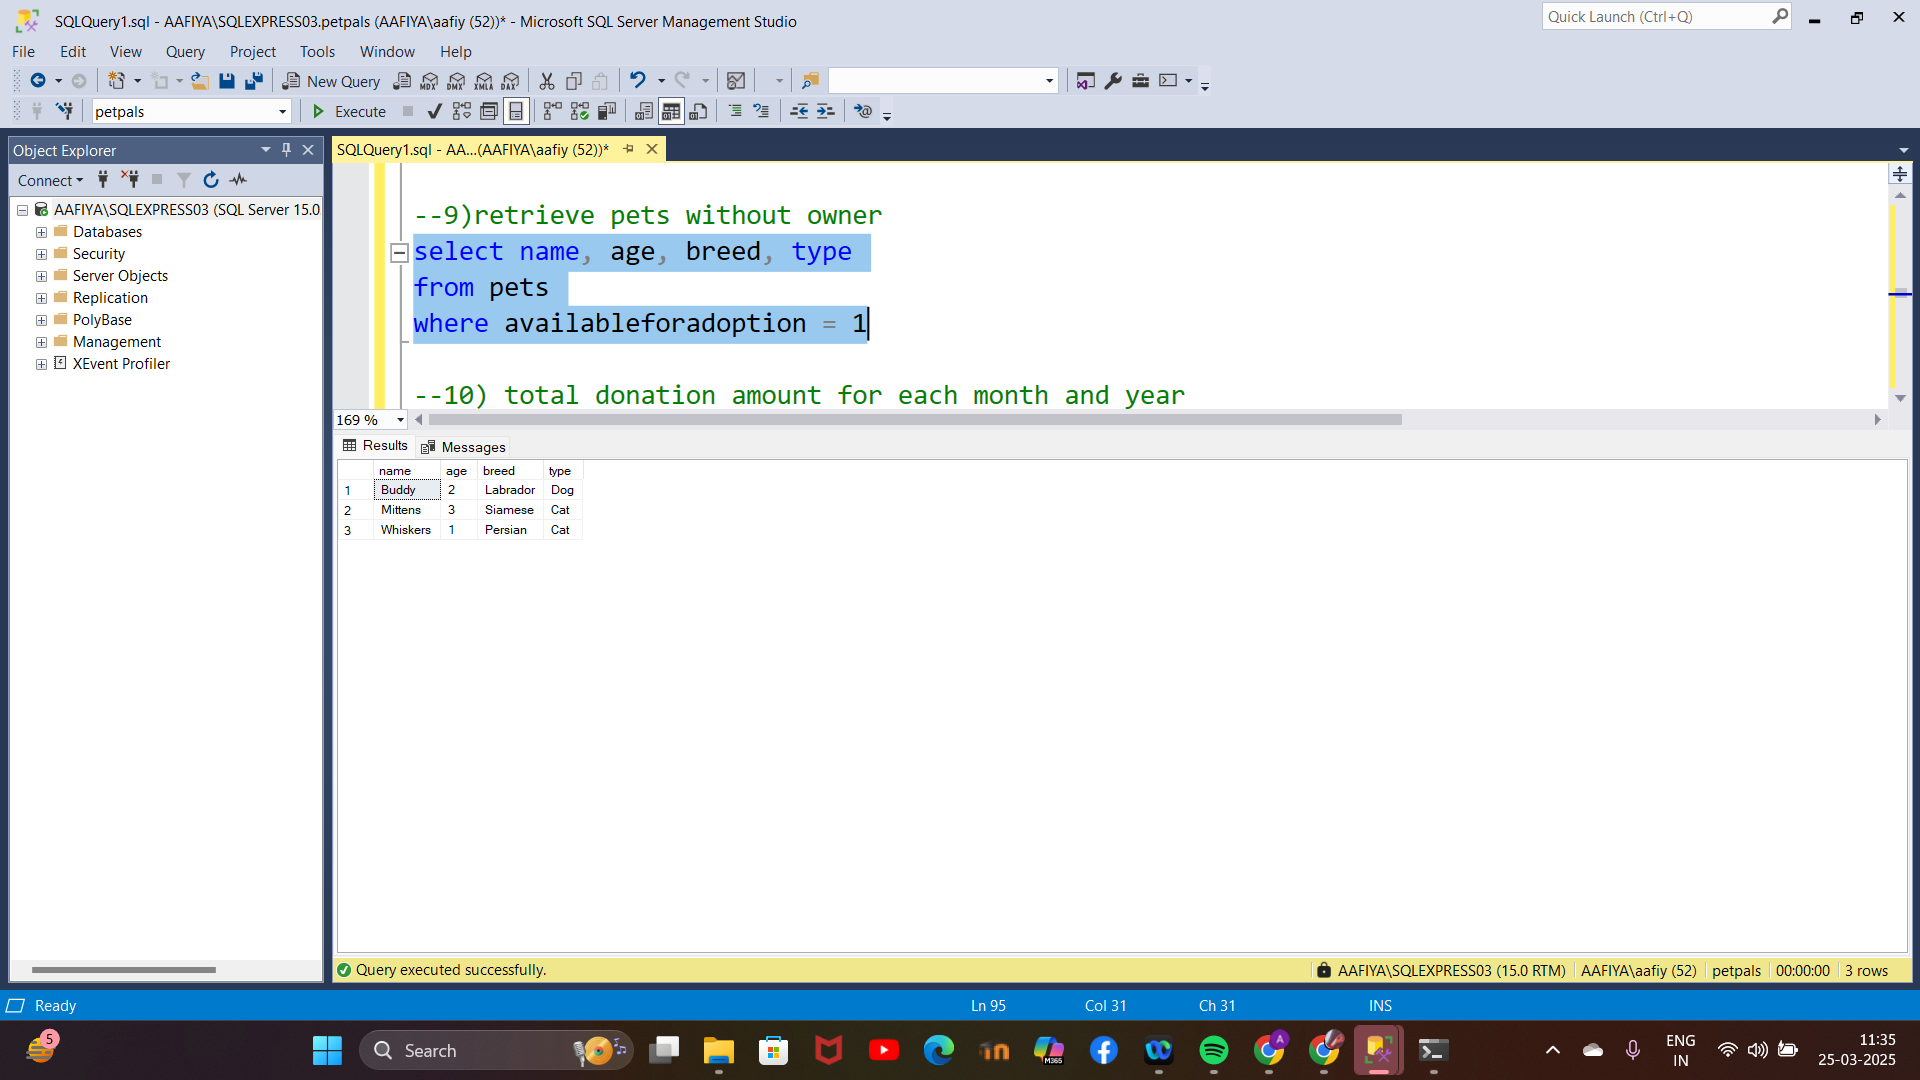 SQLQuery1.sql - AAFIYA\SQLEXPRESS03.petpals (AAFIYA\aafiy (52))* - Microsoft SQL Server Management Studio
Quick Launch (Ctrl+Q)
File Edit View Query Project Tools Window Help
New Query MDX DMX XMLA DAX
petpals Execute
Object Explorer
Connect
AAFIYA\SQLEXPRESS03 (SQL Server 15.0
Databases
Security
Server Objects
Replication
PolyBase
Management
XEvent Profiler
SQLQuery1.sql - AA...(AAFIYA\aafiy (52))*
--9)retrieve pets without owner
select name, age, breed, type
from pets
where availableforadoption = 1
--10) total donation amount for each month and year
169 %
Results Messages
name age breed type
1 Buddy 2 Labrador Dog
2 Mittens 3 Siamese Cat
3 Whiskers 1 Persian Cat
Query executed successfully.
AAFIYA\SQLEXPRESS03 (15.0 RTM) AAFIYA\aafiy (52) petpals 00:00:00 3 rows
Ready Ln 95 Col 31 Ch 31 INS
5
Search
M365
A
ENG
IN
11:35
25-03-2025